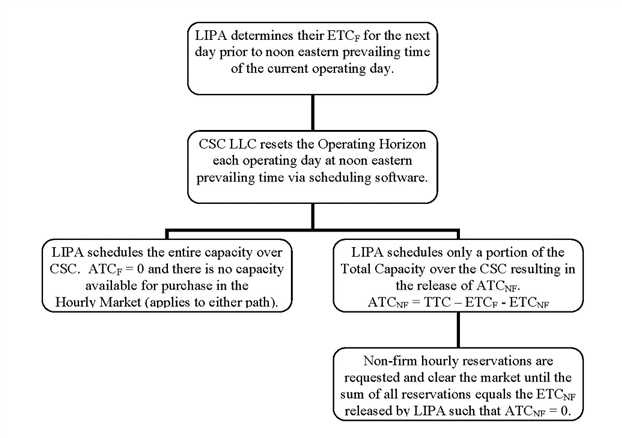 LIPA determines their ETCF for the next
day prior to noon eastern prevailing time
of the current operating day.
CSC LLC resets the Operating Horizon
each operating day at noon eastern
prevailing time via scheduling software.
LIPA schedules the entire capacity over
CSC. ATCF = 0 and there is no capacity
available for purchase in the
Hourly Market (applies to either path).
LIPA schedules only a portion of the
Total Capacity over the CSC resulting in
the release of ATCNF.
ATCNF = TTC – ETCF - ETCNF
Non-firm hourly reservations are
requested and clear the market until the
sum of all reservations equals the ETCNF
released by LIPA such that ATCNF = 0.